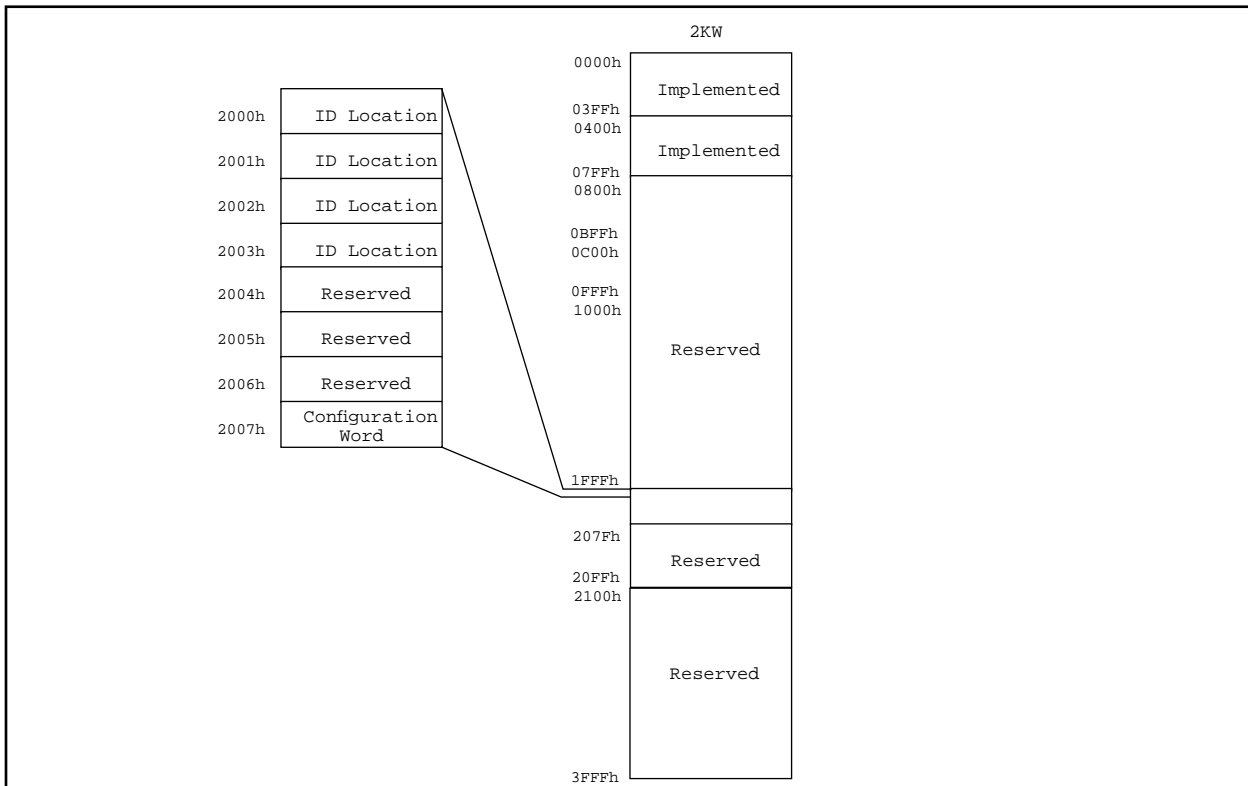 2KW
0000h
Implemented
03FFh
0400h
Implemented
07FFh
0800h
0BFFh
0C00h
0FFFh
1000h
Reserved
1FFFh
207Fh
Reserved
20FFh
2100h
Reserved
3FFFh
2000h ID Location
2001h ID Location
2002h ID Location
2003h ID Location
2004h Reserved
2005h Reserved
2006h Reserved
2007h Configuration
Word